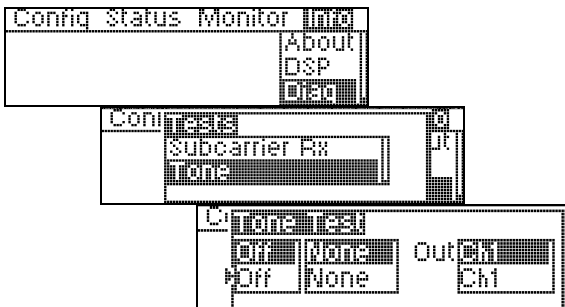 Config Status Monitor Info
About
DSP
Diag
Tests
Subcarrier Rx
Tone
Tone Test
Off None Out Ch1
Off None Ch1